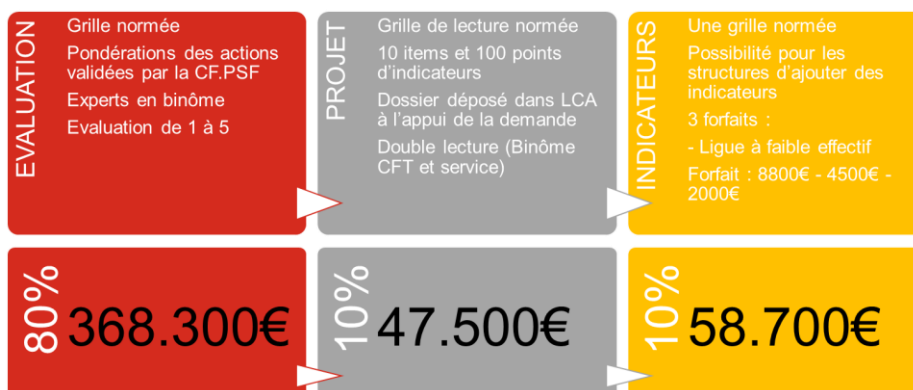 EVALUATION
Grille normée
Pondérations des actions
validées par la CF.PSF
Experts en binôme
Evaluation de 1 à 5
PROJET
Grille de lecture normée
10 items et 100 points
d'indicateurs
Dossier déposé dans LCA
à l'appui de la demande
Double lecture (Binôme
CFT et service)
INDICATEURS
Une grille normée
Possibilité pour les
structures d'ajouter des
indicateurs
3 forfaits :
- Ligue à faible effectif
Forfait : 8800€ - 4500€ -
2000€
80%
368.300€
10%
47.500€
10%
58.700€